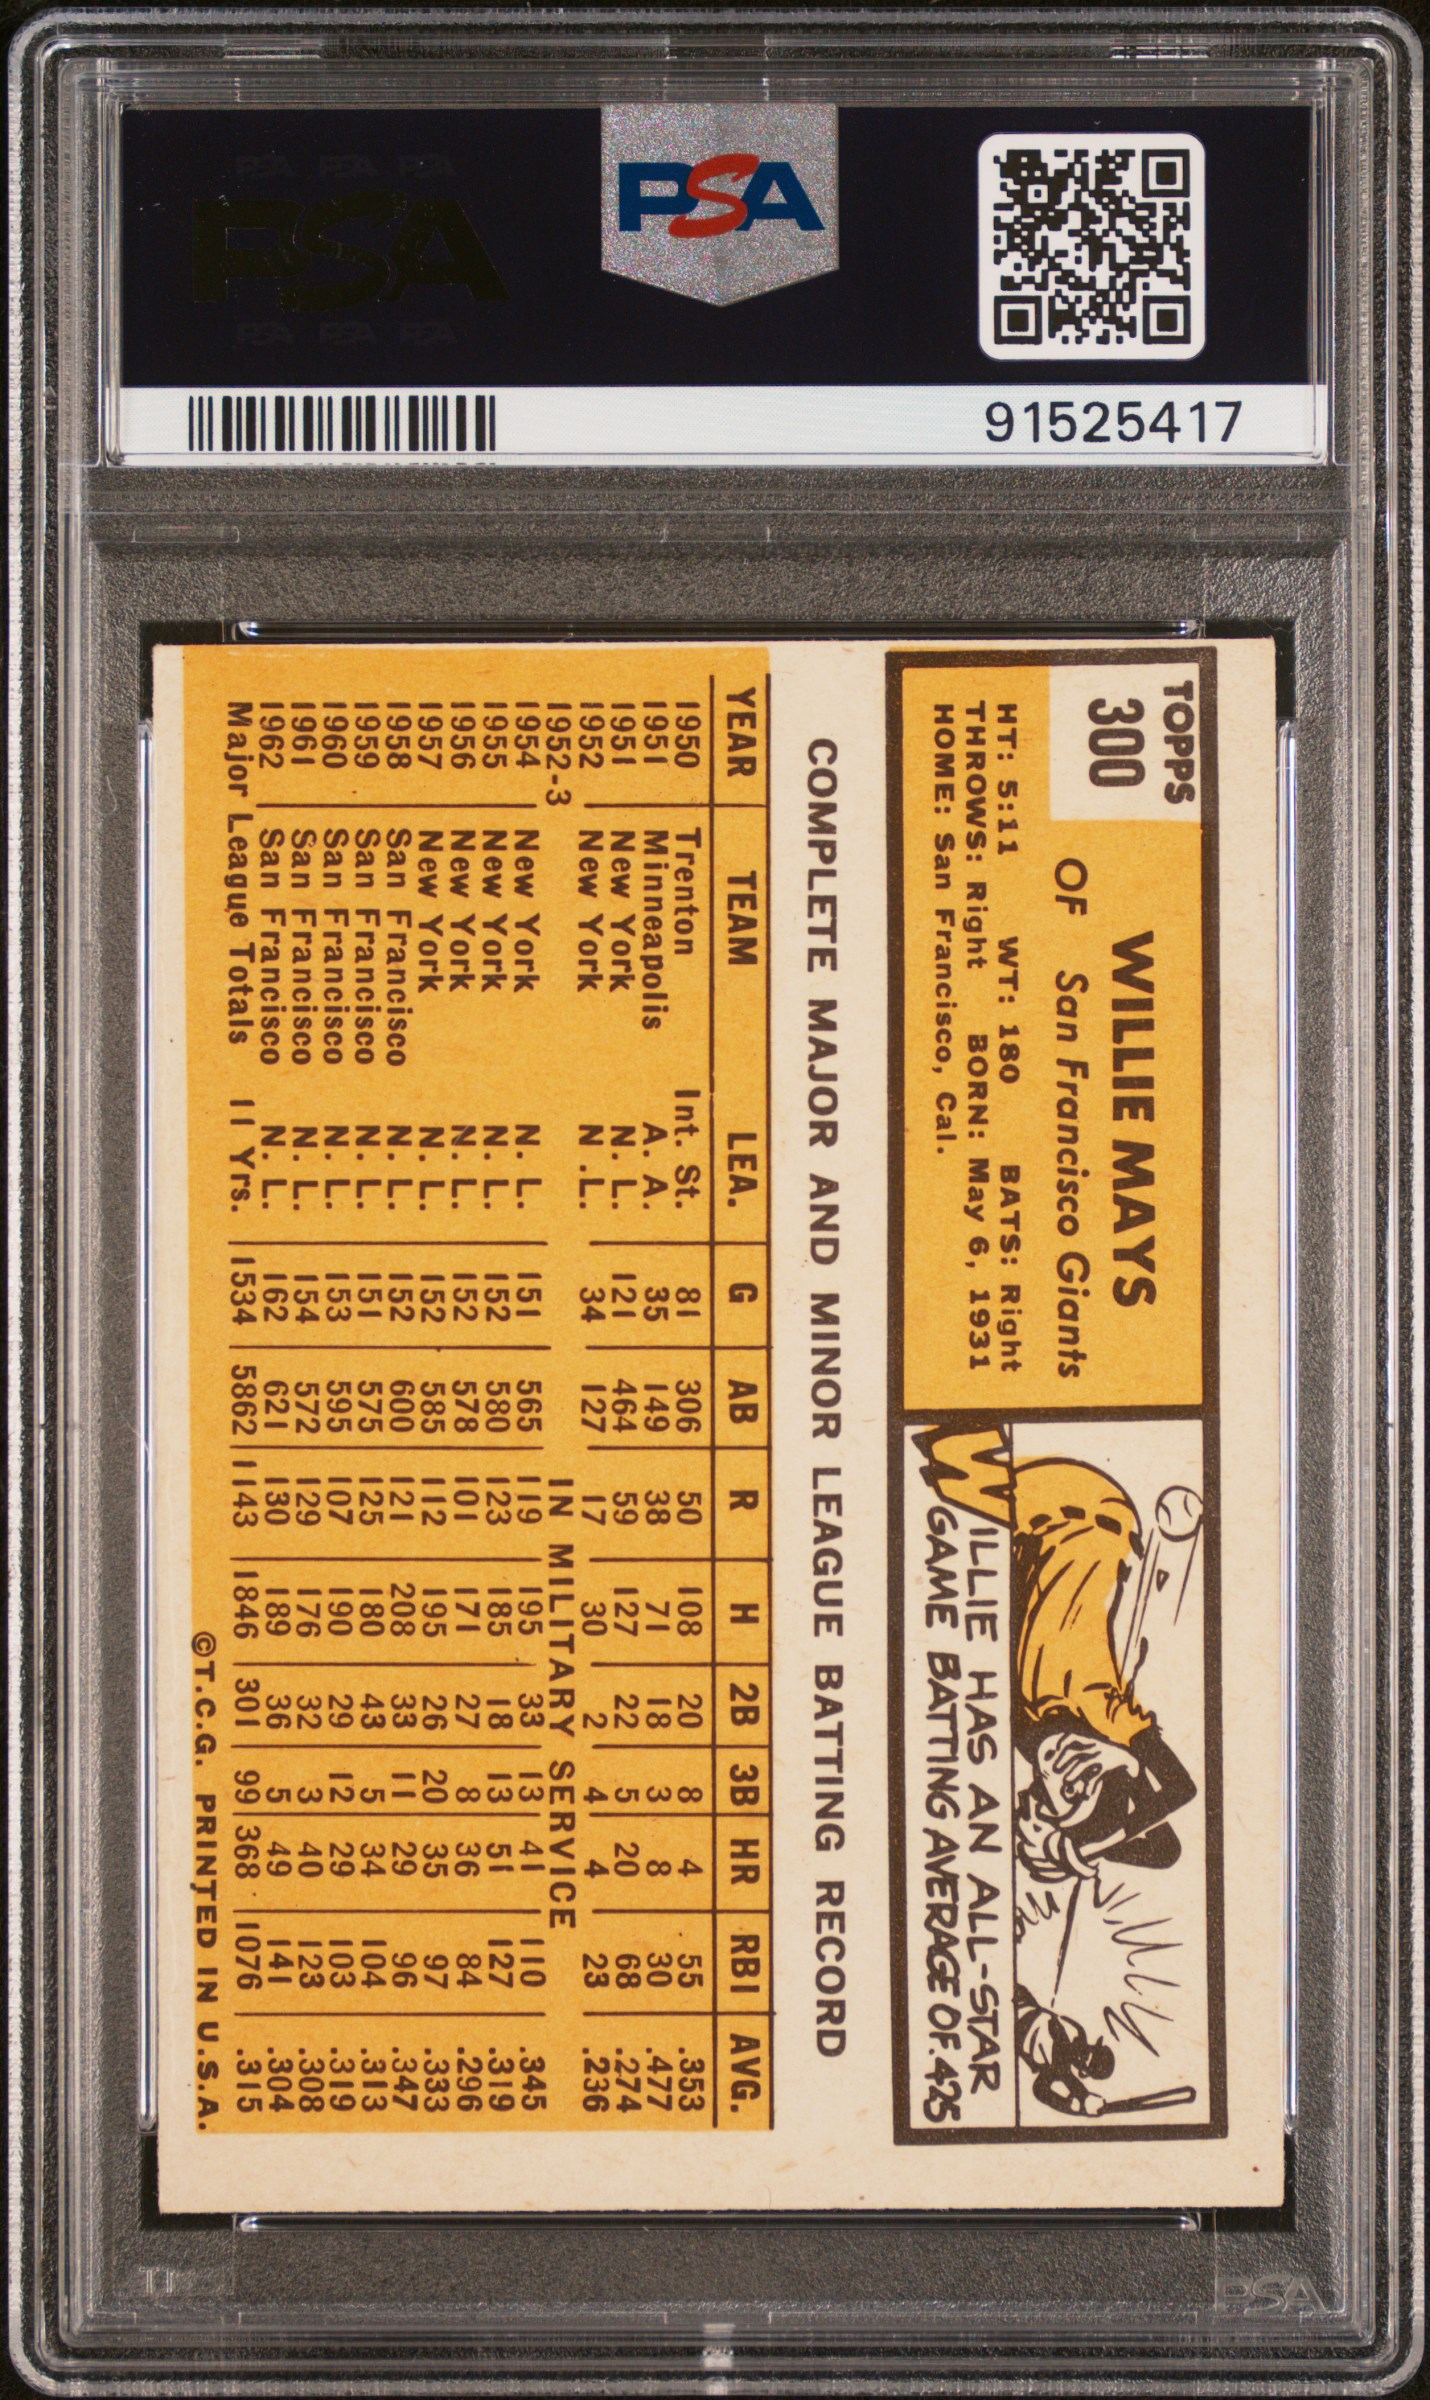 PSA PSA PSA
PSA
PSA PSA PSA
PSA
91525417
TOPPS
300
WILLIE MAYS
OF San Francisco Giants
HT: 5:11 WT: 180 BATS: Right
THROWS: Right BORN: May 6, 1931
HOME: San Francisco, Cal.
WILLIE HAS AN ALL-STAR
GAME BATTING AVERAGE OF .425
COMPLETE MAJOR AND MINOR LEAGUE BATTING RECORD
YEAR TEAM LEA. G AB R H 2B 3B HR RBI AVG.
1950 Trenton Int. St. 81 306 50 108 20 8 4 55 .353
1951 Minneapolis A. A. 35 149 38 71 18 3 8 30 .477
1951 New York N. L. 121 464 59 127 22 5 20 68 .274
1952 New York N .L. 34 127 17 30 2 4 4 23 .236
1952-3 IN MILITARY SERVICE
1954 New York N. L. 151 565 119 195 33 13 41 110 .345
1955 New York N. L. 152 580 123 185 18 13 51 127 .319
1956 New York N. L. 152 578 101 171 27 8 36 84 .296
1957 New York N. L. 152 585 112 195 26 20 35 97 .333
1958 San Francisco N. L. 152 600 121 208 33 11 29 96 .347
1959 San Francisco N. L. 151 575 125 180 43 5 34 104 .313
1960 San Francisco N. L. 153 595 107 190 29 12 29 103 .319
1961 San Francisco N. L. 154 572 129 176 32 3 40 123 .308
1962 San Francisco N. L. 162 621 130 189 36 5 49 141 .304
Major League Totals 11 Yrs. 1534 5862 1143 1846 301 99 368 1076 .315
©T.C.G. PRINTED IN U.S.A.
PSA